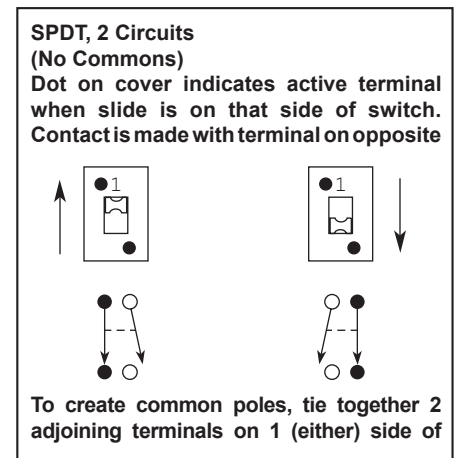 SPDT, 2 Circuits
(No Commons)
Dot on cover indicates active terminal
when slide is on that side of switch.
Contact is made with terminal on opposite
1
1
To create common poles, tie together 2
adjoining terminals on 1 (either) side of